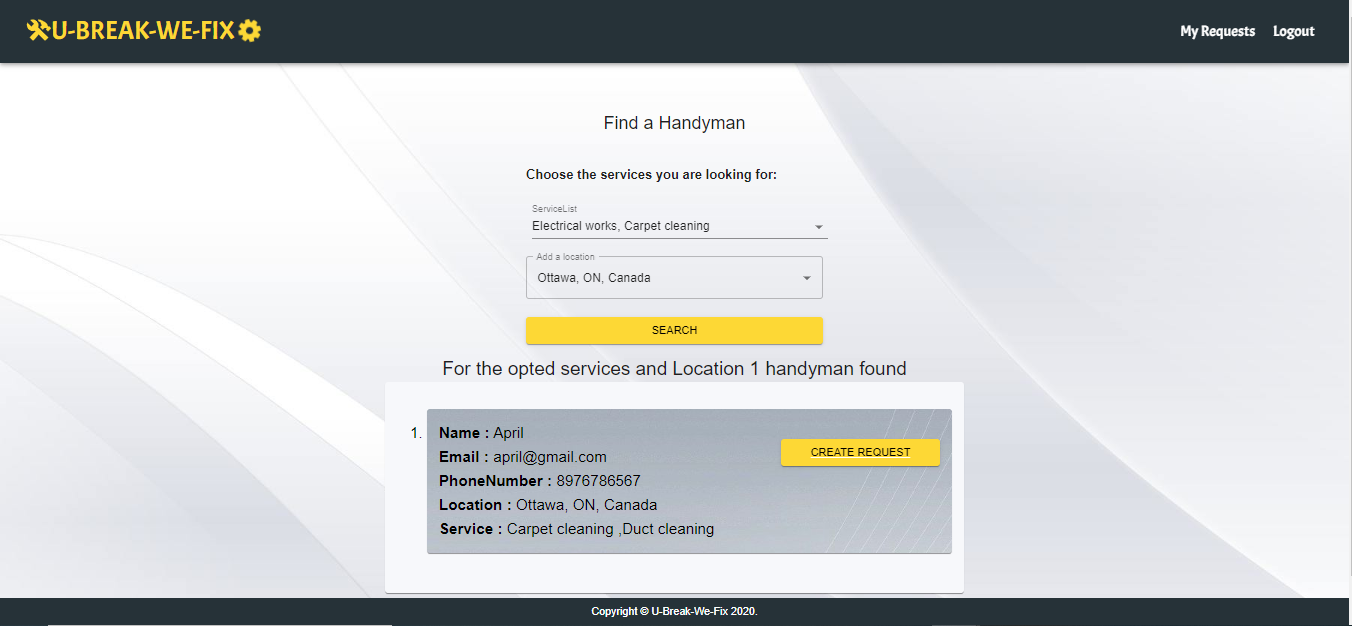 U-BREAK-WE-FIX
My Requests Logout
Find a Handyman
Choose the services you are looking for:
ServiceList
Electrical works, Carpet cleaning
Add a location
Ottawa, ON, Canada
SEARCH
For the opted services and Location 1 handyman found
1. Name : April
Email : april@gmail.com
CREATE REQUEST
PhoneNumber : 8976786567
Location : Ottawa, ON, Canada
Service : Carpet cleaning ,Duct cleaning
Copyright © U-Break-We-Fix 2020.